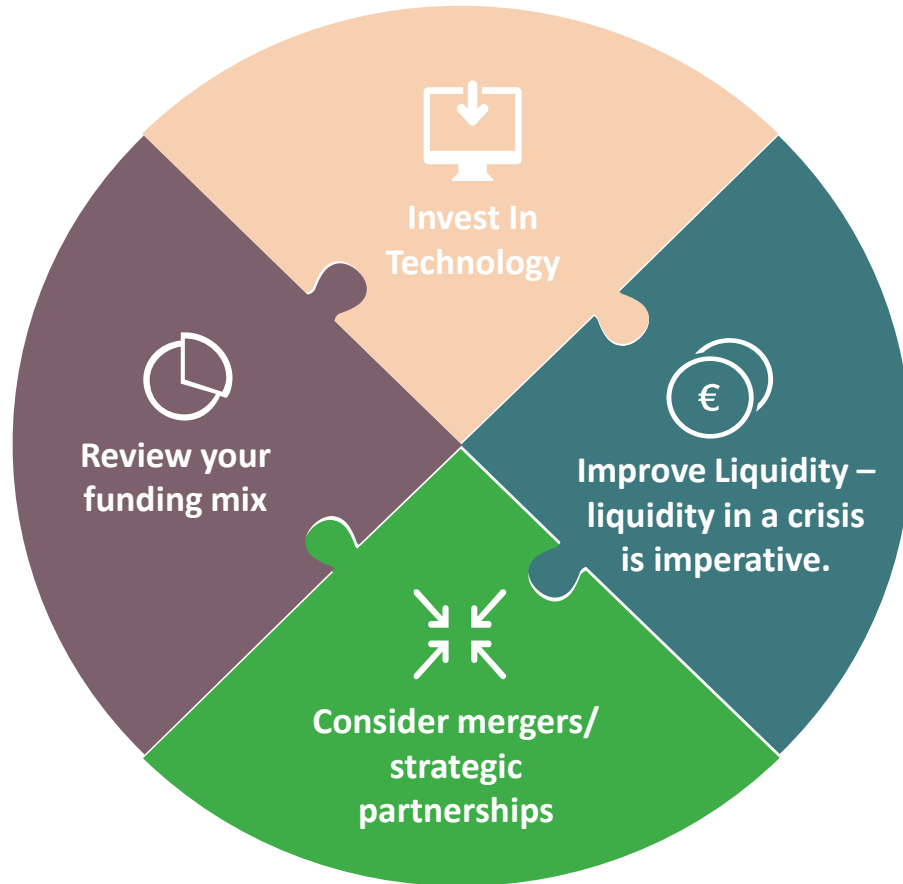 Invest In
Technology
€
Review your
funding mix
Improve Liquidity –
liquidity in a crisis
is imperative.
Consider mergers/
strategic
partnerships